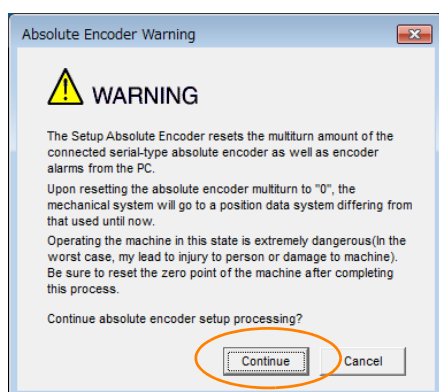 Absolute Encoder Warning
WARNING
The Setup Absolute Encoder resets the multiturn amount of the
connected serial-type absolute encoder as well as encoder
alarms from the PC.
Upon resetting the absolute encoder multiturn to "0", the
mechanical system will go to a position data system differing from
that used until now.
Operating the machine in this state is extremely dangerous(In the
worst case, my lead to injury to person or damage to machine).
Be sure to reset the zero point of the machine after completing
this process.
Continue absolute encoder setup processing?
Continue
Cancel